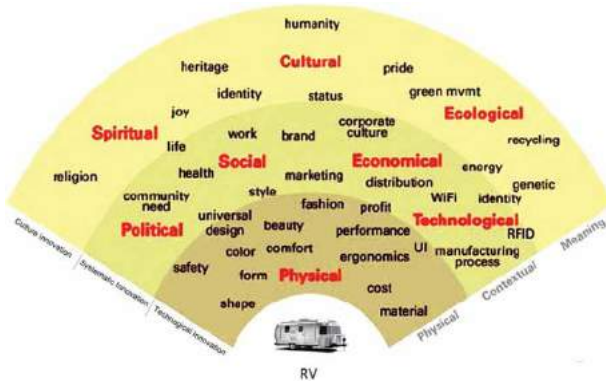 humanity
Cultural
heritage
pride
identity
status
green mvmt
Ecological
joy
corporate
culture
Spiritual
work
brand
recycling
life
Social
Economical
religion
health
marketing
energy
distribution
genetic
style
WiFi
identity
community
need
fashion
profit
Political
universal
design
beauty
Technological
performance
RFID
color
comfort
UI
manufacturing
process
ergonomics
safety
form
Physical
cost
shape
material
Culture innovation
Systematic Innovation
Technogical innovation
Physical
Contextual
Meaning
RV